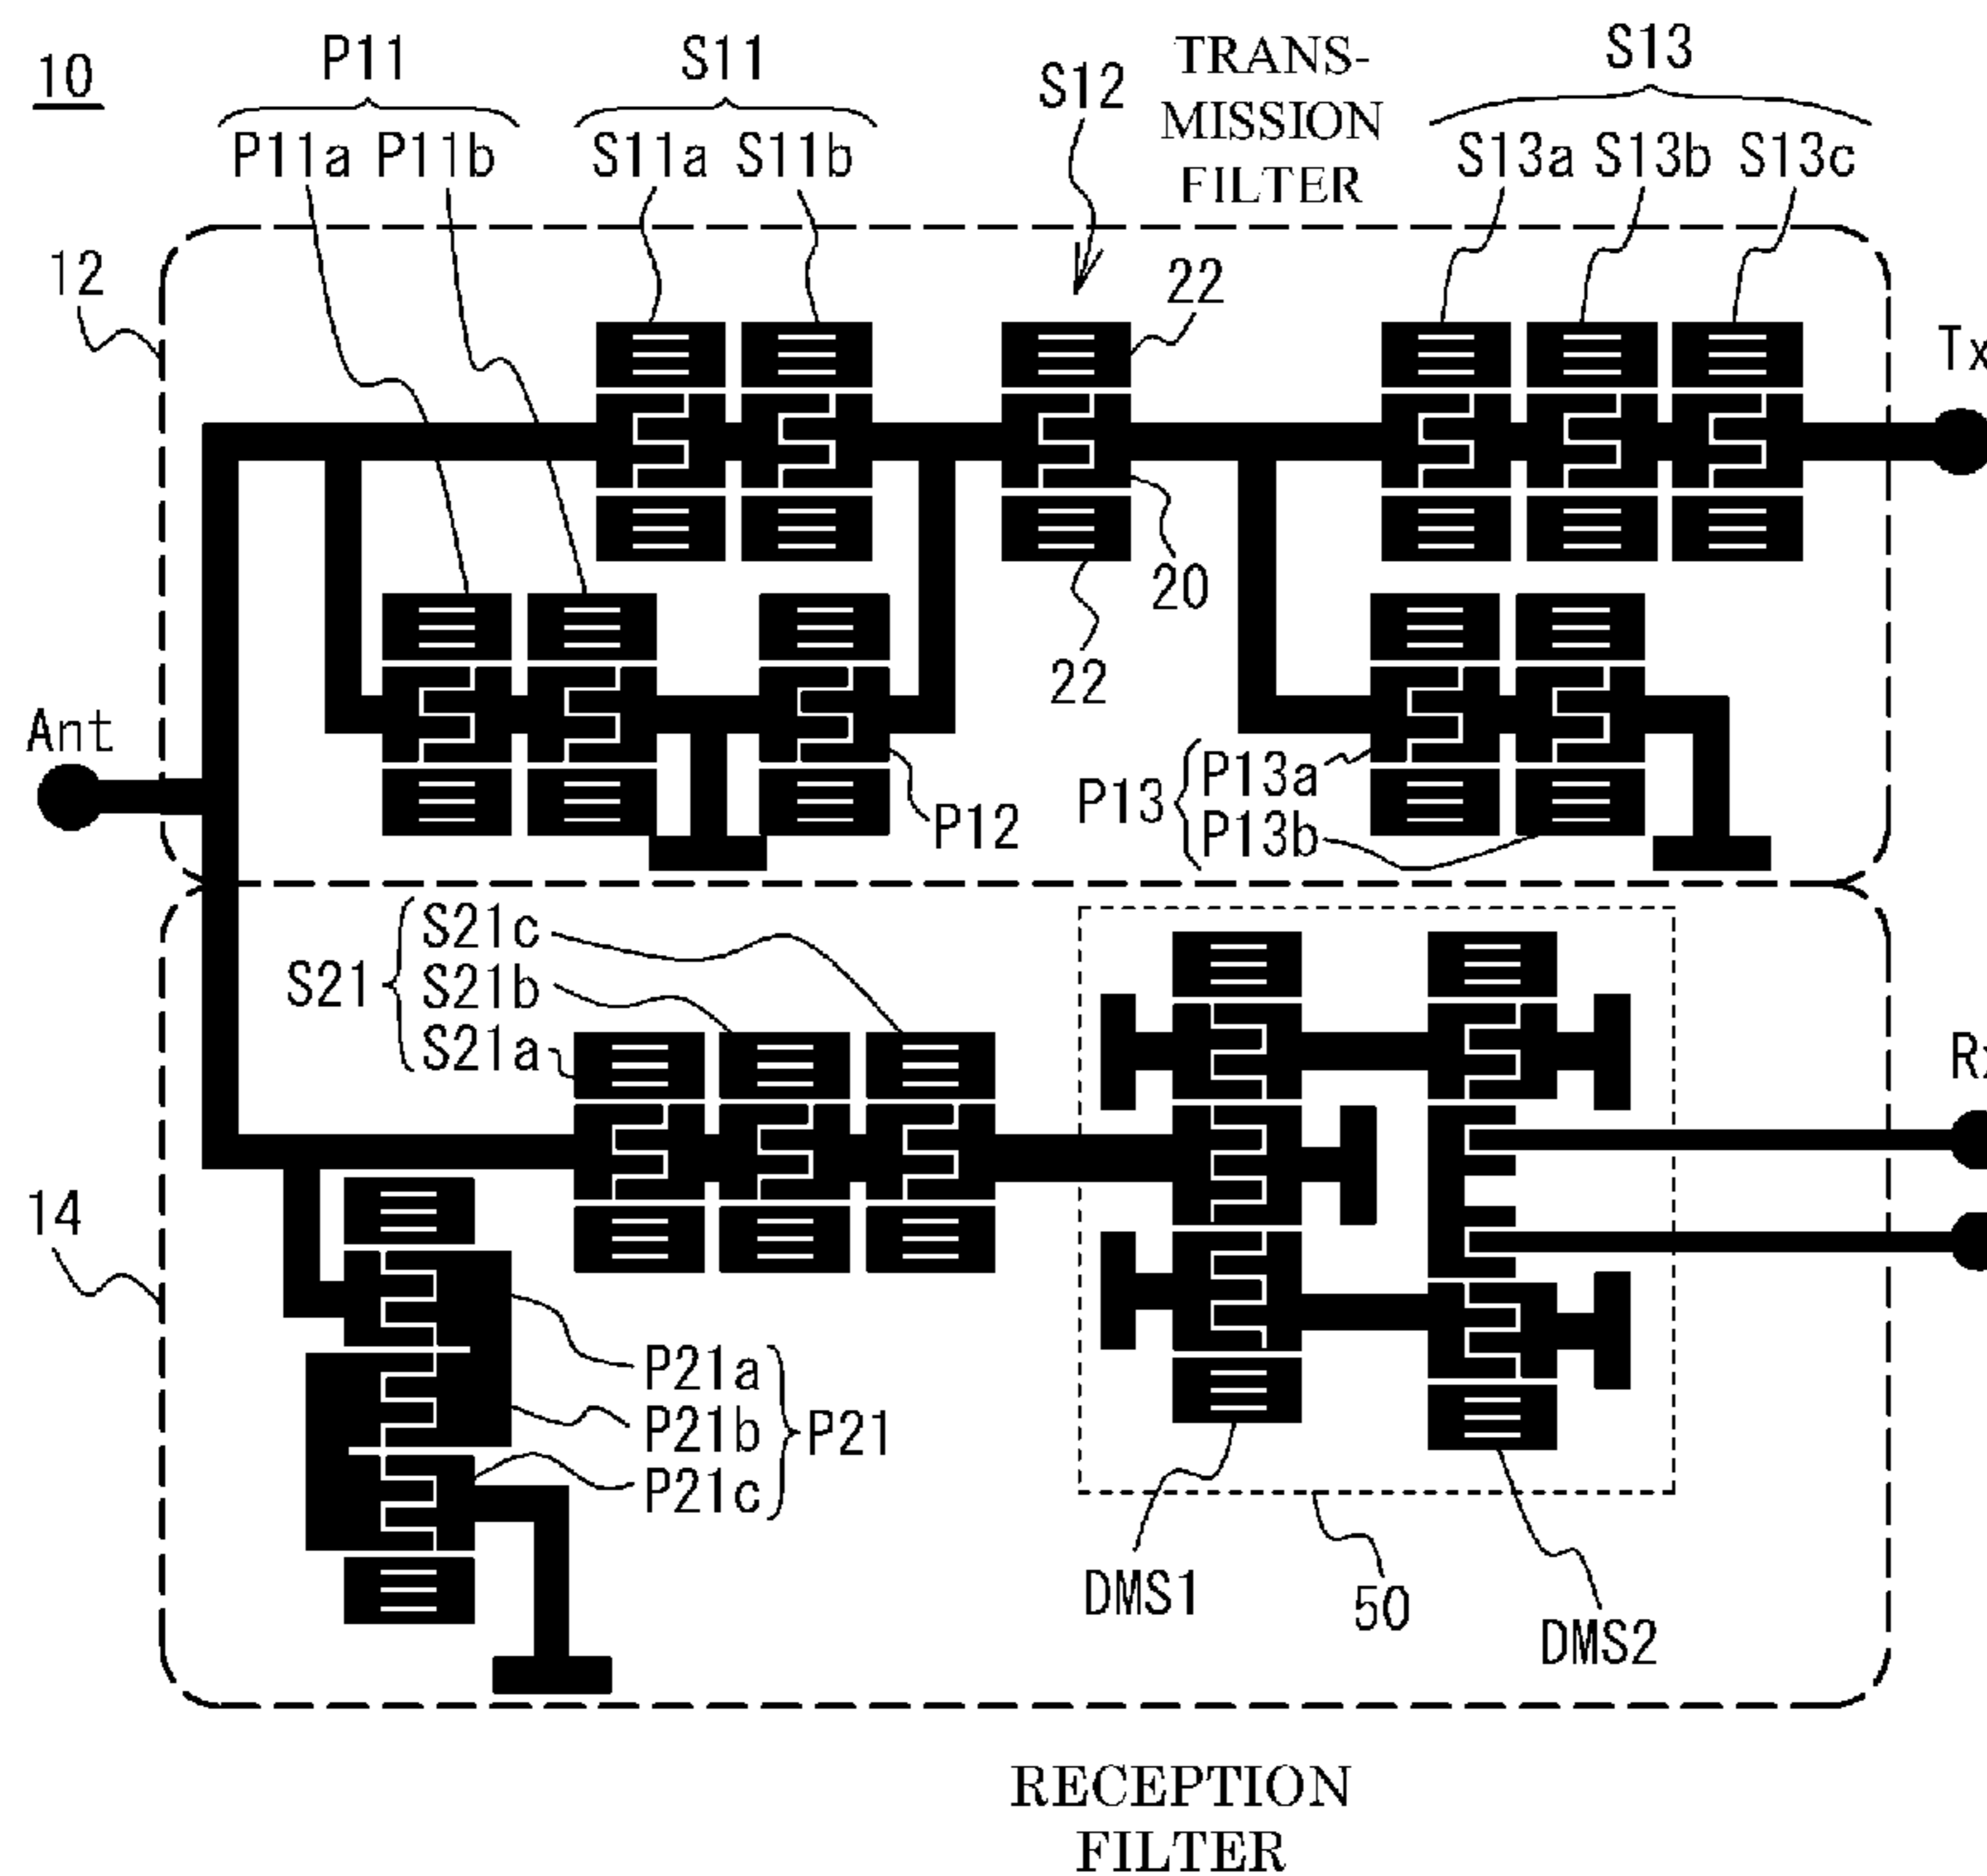 10
P11
S11
S12
TRANS-
MISSION
FILTER
S13
P11a P11b
S11a S11b
S13a S13b S13c
12
22
Tx
20
22
Ant
P12
P13
P13a
P13b
S21
S21c
S21b
S21a
Rx
14
P21a
P21b
P21c
P21
DMS1
50
DMS2
RECEPTION
FILTER